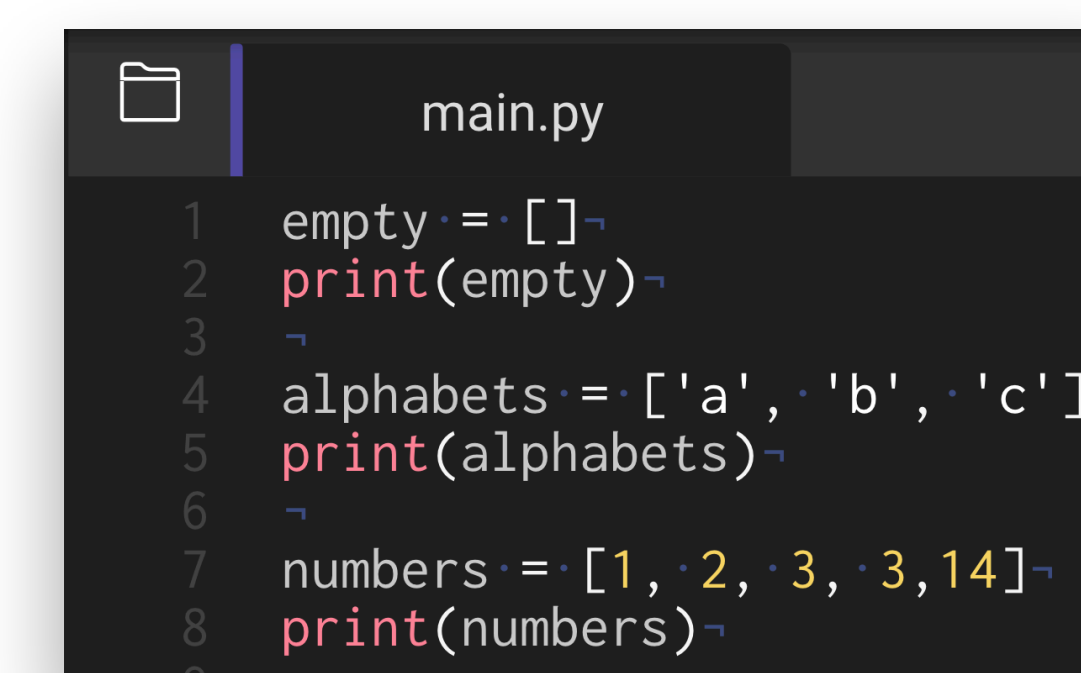 main.py
1 empty = []¬
2 print(empty)¬
3 ¬
4 alphabets = ['a', 'b', 'c']
5 print(alphabets)¬
6 ¬
7 numbers = [1, 2, 3, 3,14]¬
8 print(numbers)¬